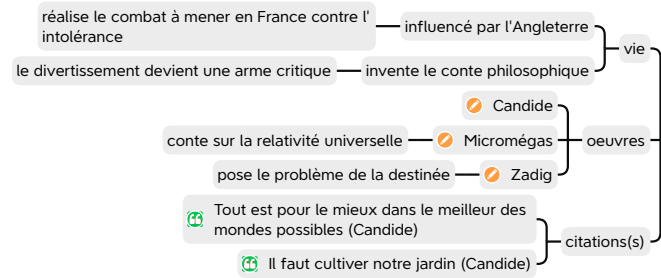 réalise le combat à mener en France contre l'
intolérance
influencé par l'Angleterre
vie
le divertissement devient une arme critique
invente le conte philosophique
Candide
conte sur la relativité universelle
Micromégas
oeuvres
pose le problème de la destinée
Zadig
Tout est pour le mieux dans le meilleur des
mondes possibles (Candide)
citations(s)
Il faut cultiver notre jardin (Candide)